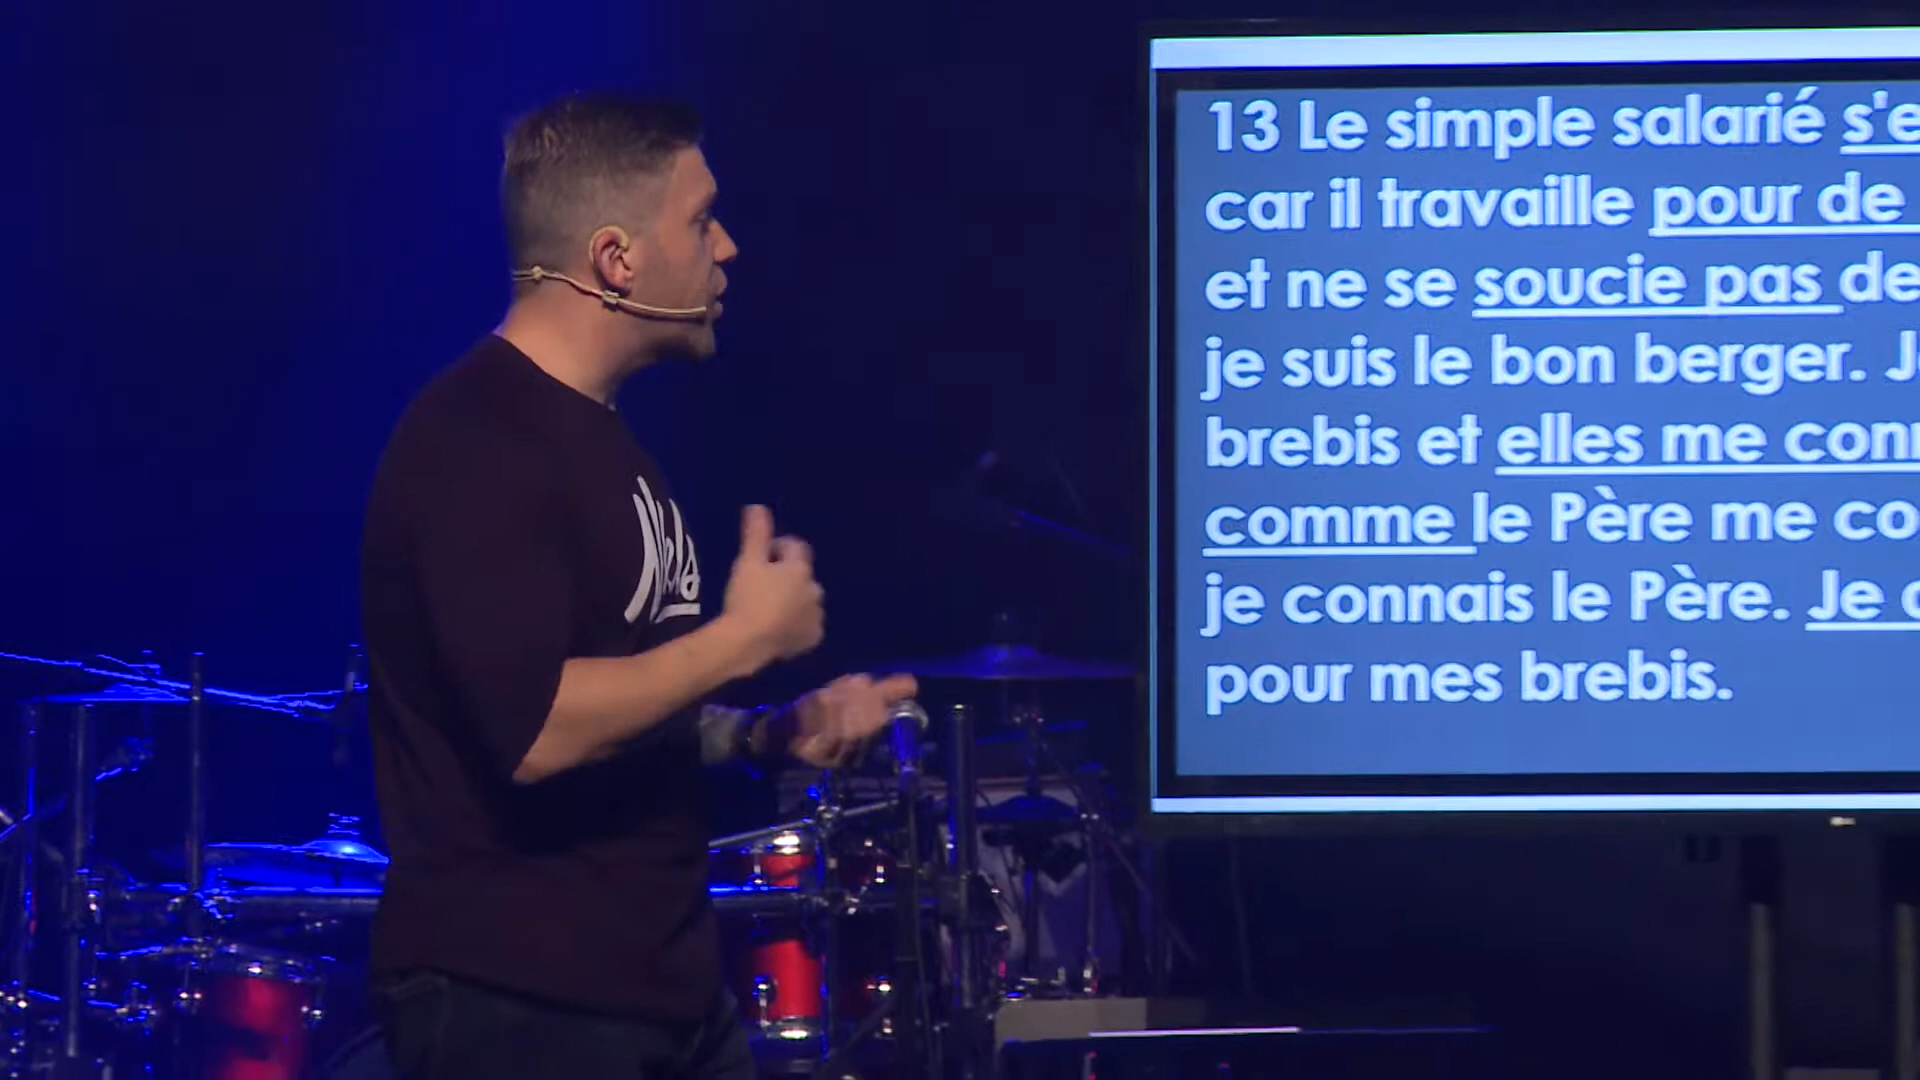 13 Le simple salarié s'e
car il travaille pour de
et ne se soucie pas de
je suis le bon berger. J
brebis et elles me conn
comme le Père me co
je connais le Père. Je
pour mes brebis.